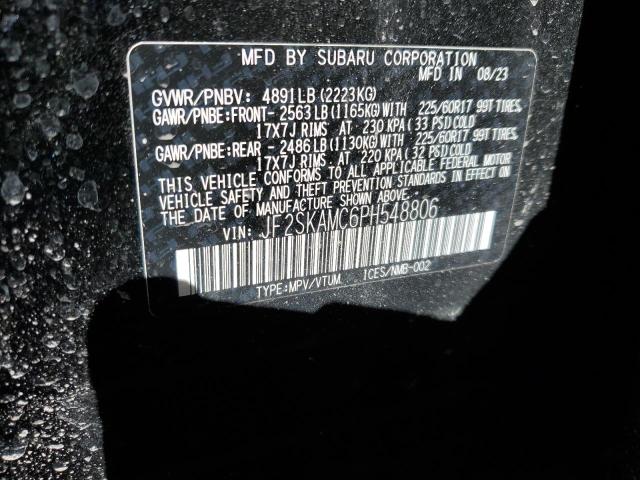 MFD BY SUBARU CORPORATION
MFD IN 08/23
GVWR/PNBV: 4891LB(2223KG)
GAWR/PNBE:FRONT- 2563LB(1165KG)WITH 225/60R17 99T TIRES,
17X7J RIMS AT 230 KPA(33 PSI)COLD
GAWR/PNBE:REAR - 2486LB(1130KG)WITH 225/60R17 99T TIRES,
17X7J RIMS AT 220 KPA(32 PSI)COLD
THIS VEHICLE CONFORMS TO ALL APPLICABLE FEDERAL MOTOR
VEHICLE SAFETY AND THEFT PREVENTION STANDARDS IN EFFECT
ON THE DATE OF MANUFACTURE SHOWN ABOVE.
VIN: JF2SKAMC6PH548806
TYPE:MPV/VTUM ICES/NMB-002